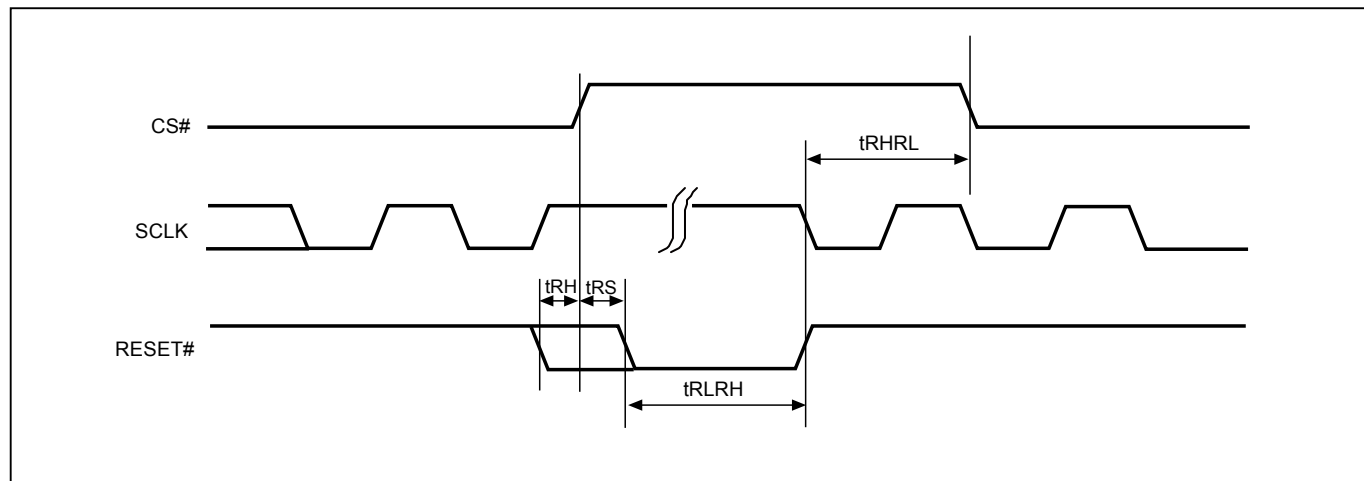 CS#
tRHRL
SCLK
tRH
tRS
RESET#
tRLRH